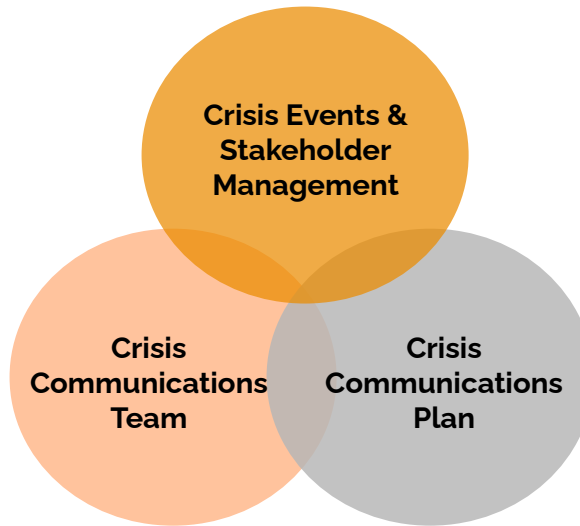 Crisis Events &
Stakeholder
Management
Crisis
Communications
Team
Crisis
Communications
Plan